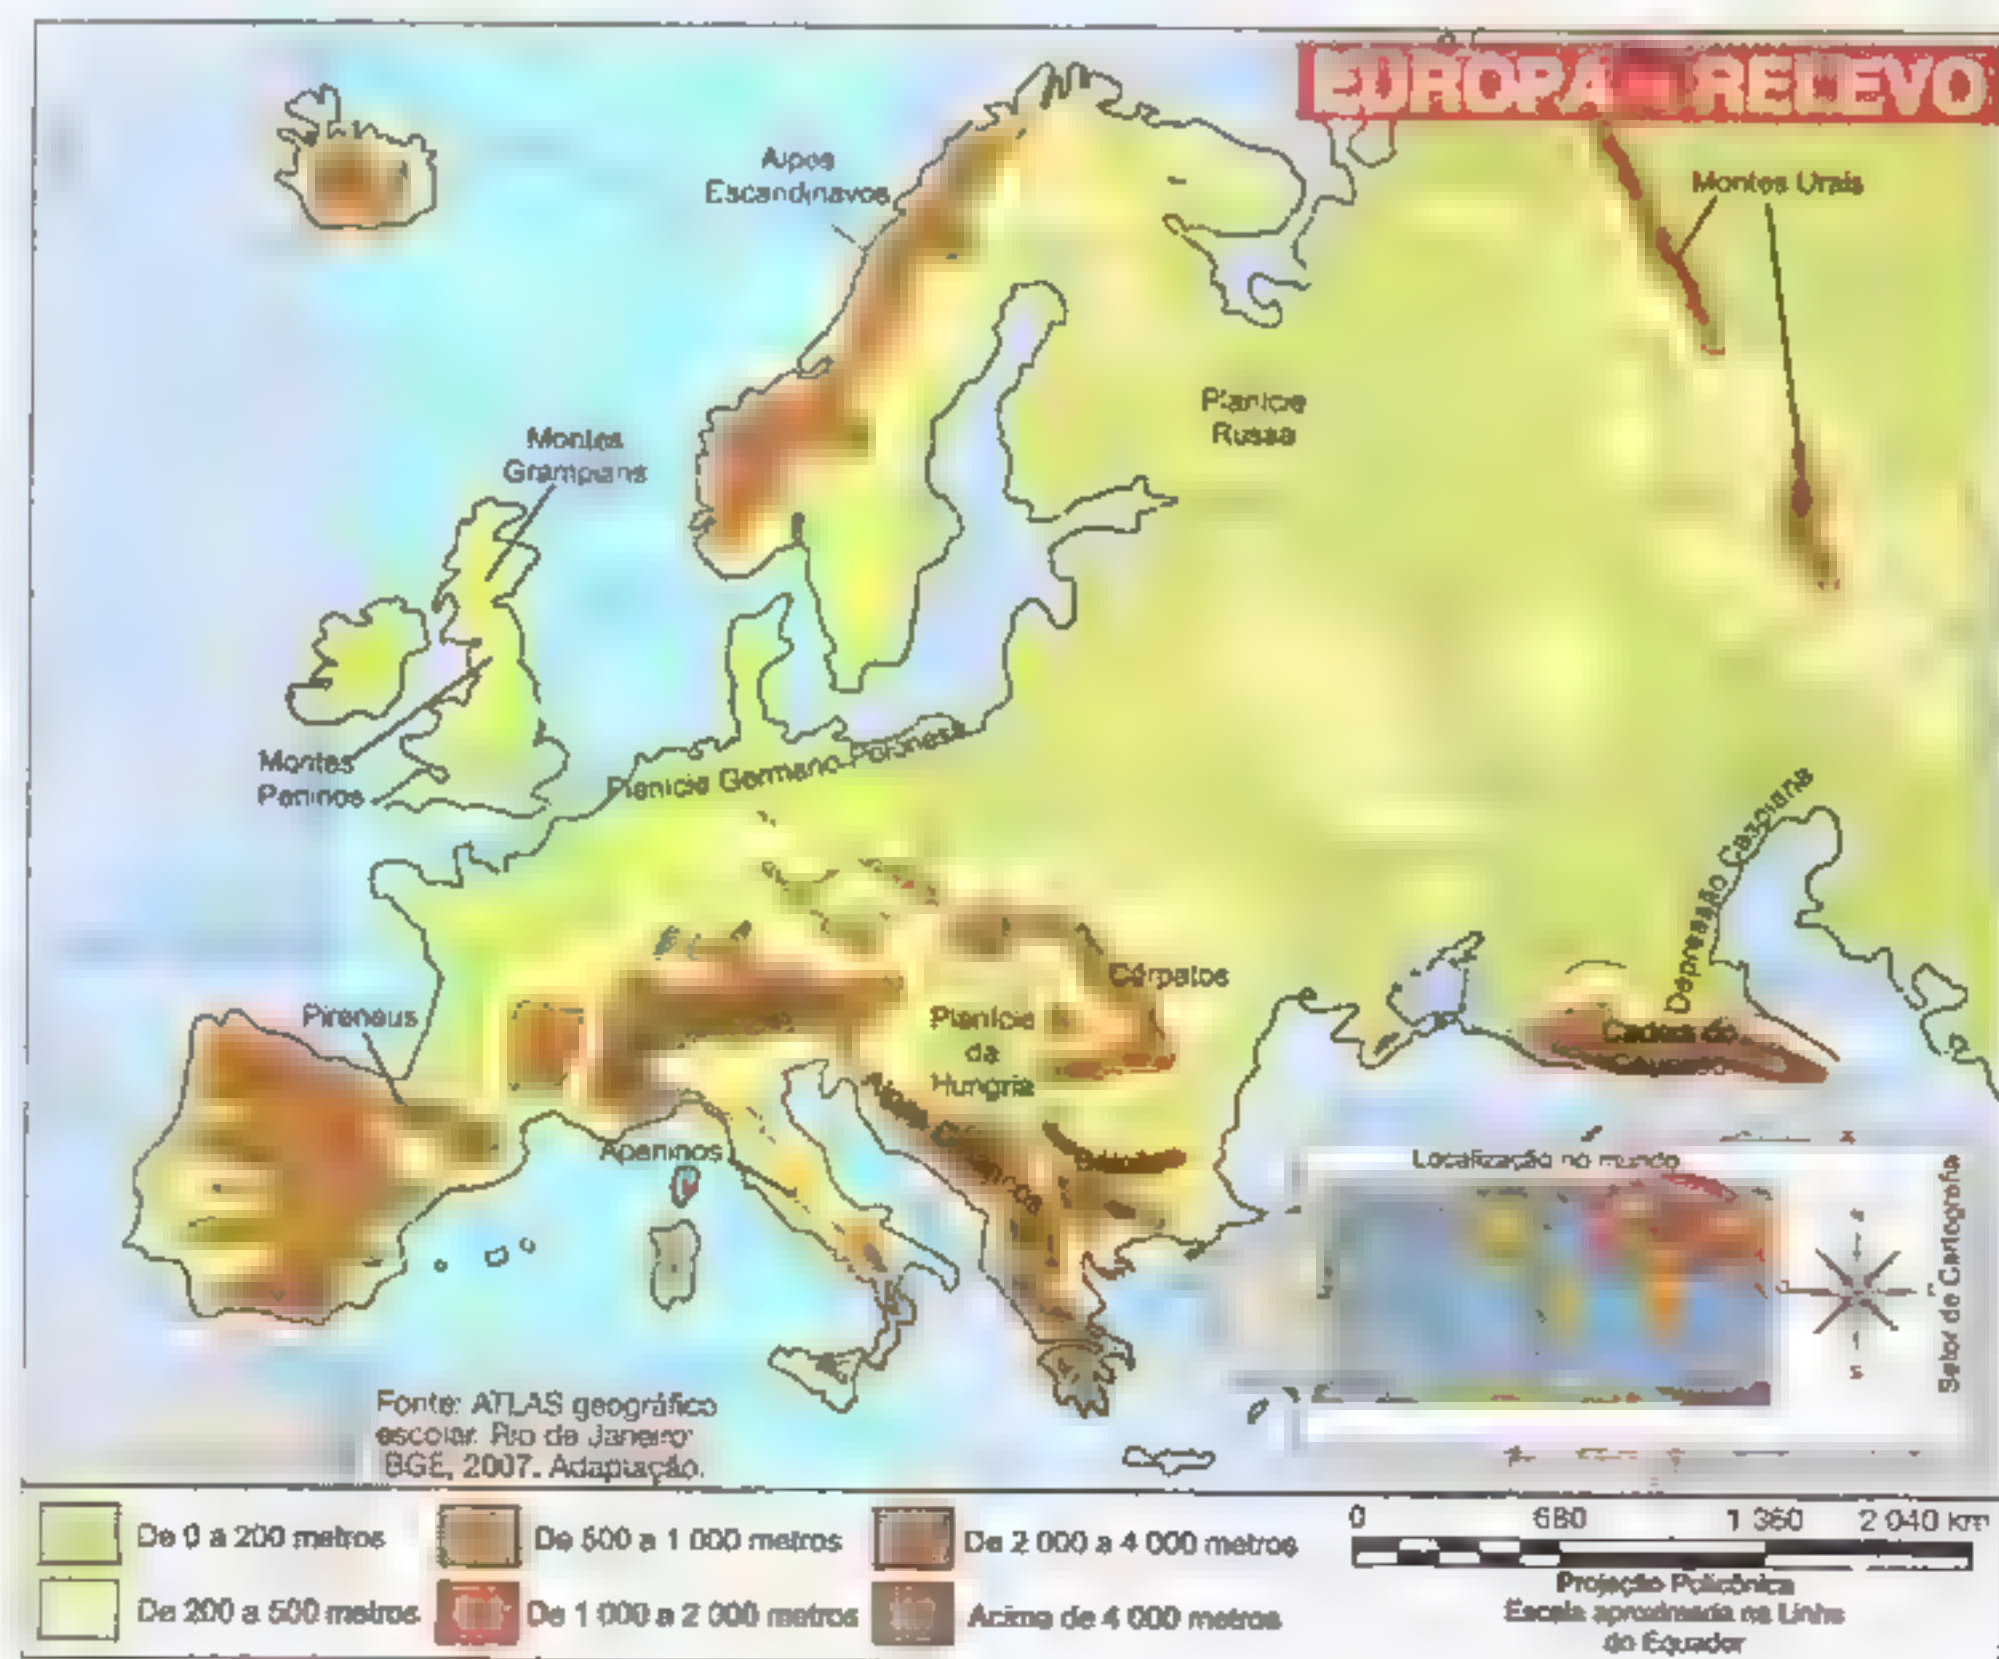 EUROPA - RELEVO
Alpes
Escandinavos
Montes Urais
Planície
Russa
Montes
Grampians
Montes
Peninos
Planície Germano-Polonesa
Depressão Caspiana
Cárpatos
Pireneus
Planície
da
Hungria
Cadeia do
Cáucaso
Apeninos
Localização no mundo
Setor de Cartografia
Fonte: ATLAS geográfico
escolar. Rio de Janeiro:
IBGE, 2007. Adaptação.
De 0 a 200 metros
De 500 a 1 000 metros
De 2 000 a 4 000 metros
De 200 a 500 metros
De 1 000 a 2 000 metros
Acima de 4 000 metros
0 680 1 360 2 040 km
Projeção Policônica
Escala aproximada na Linha
do Equador